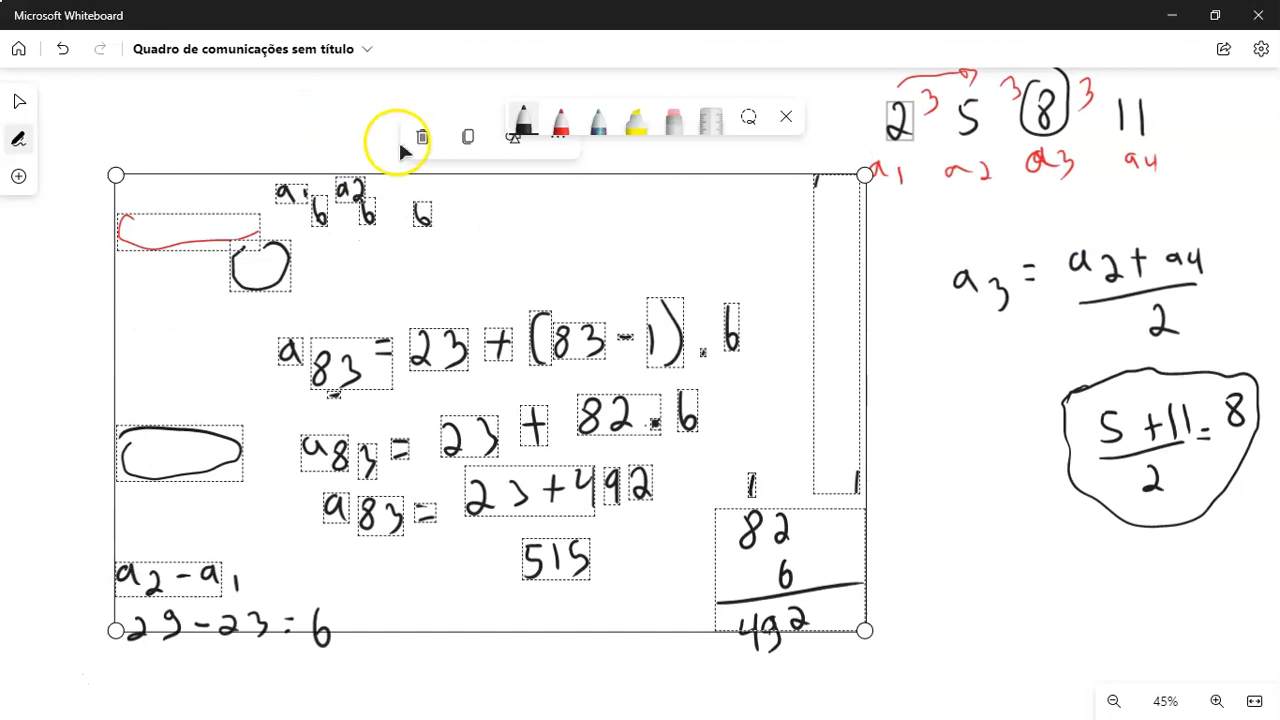 Microsoft Whiteboard
Quadro de comunicações sem título
2 3 5 3 8 3 11
a1 a2 a3 a4
a1 a2
6 6 6
a3 = a2 + a4
2
a83 = 23 + (83 - 1) . 6
5 + 11 = 8
2
a83 = 23 + 82 . 6
a83 = 23 + 492
1 1
82
6
492
515
a2 - a1
29 - 23 = 6
45%